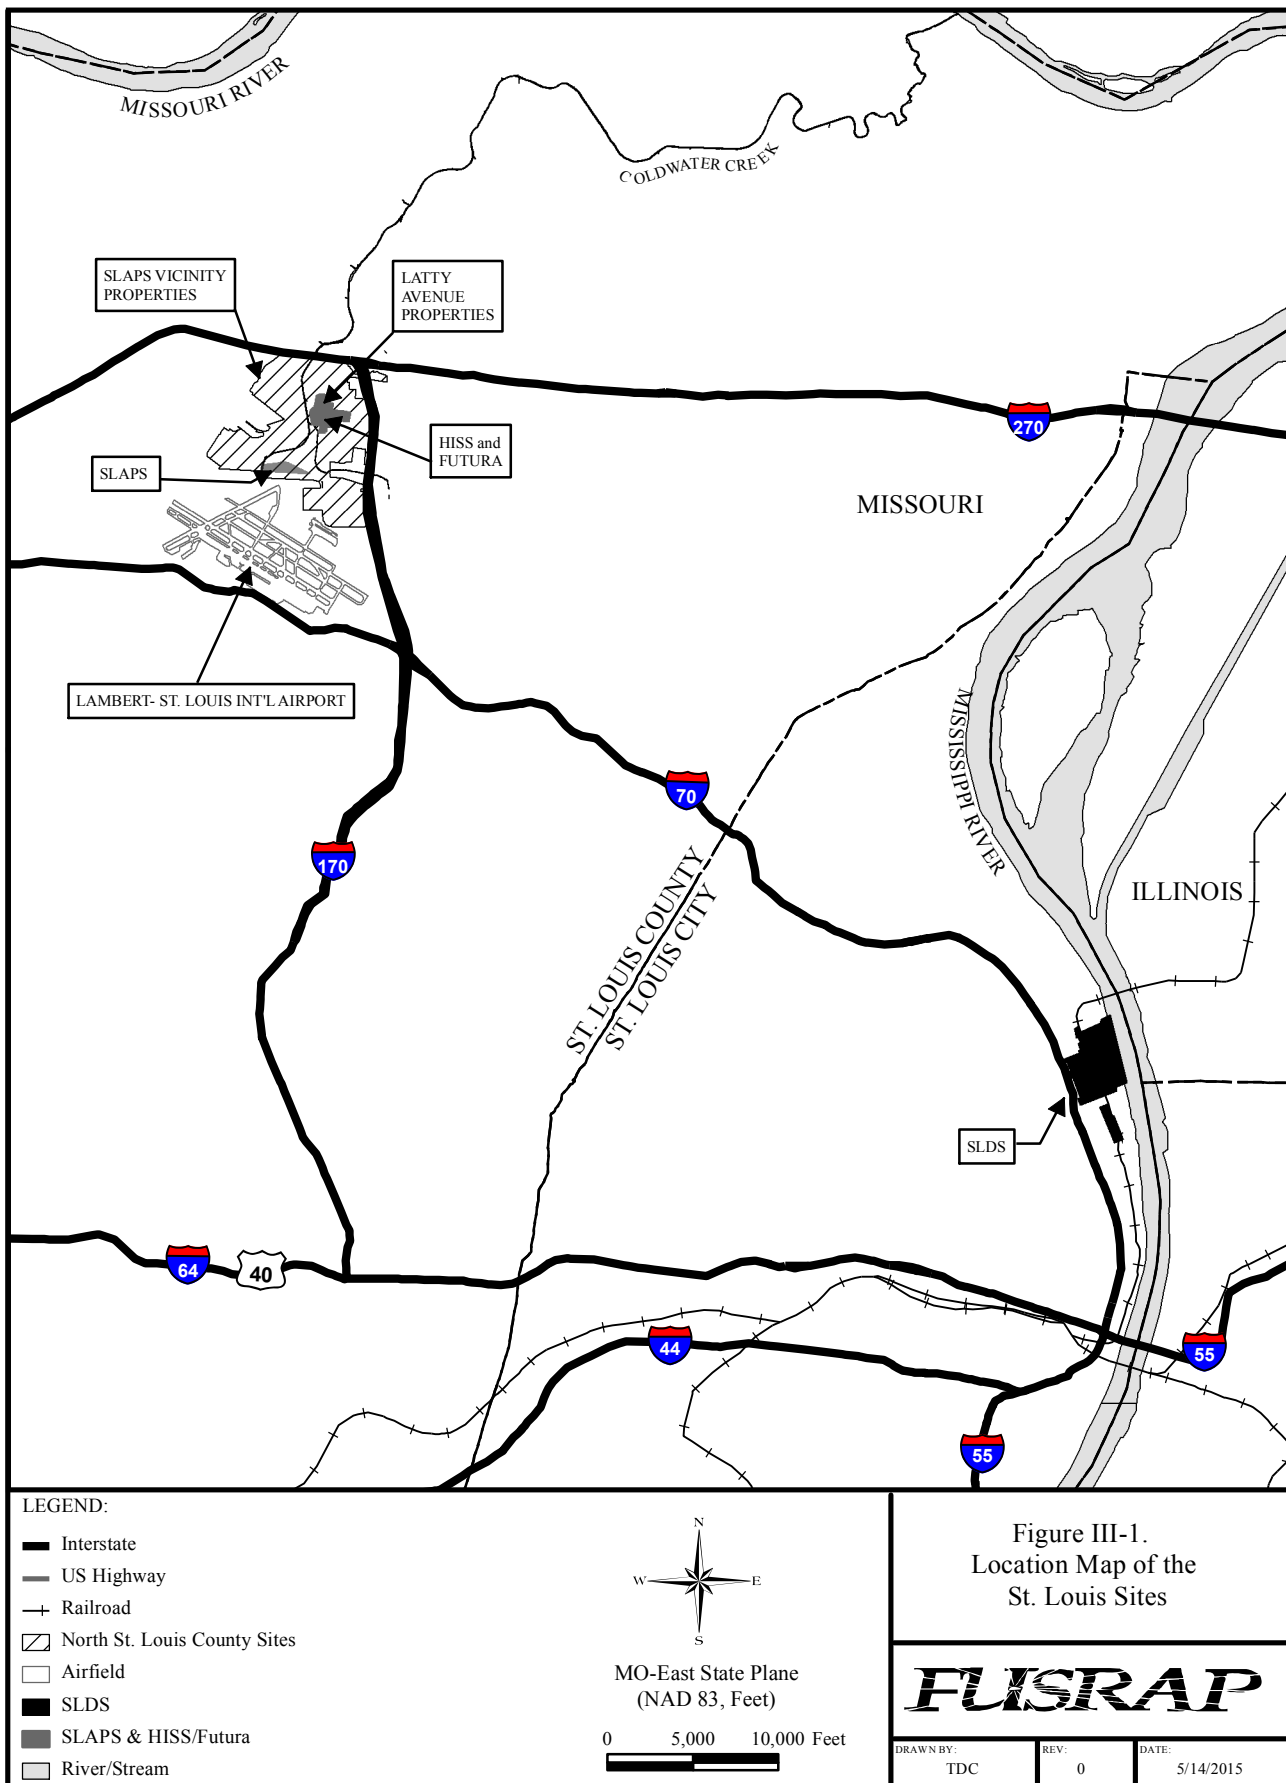 MISSOURI RIVER
COLDWATER CREEK
SLAPS VICINITY
PROPERTIES
LATTY
AVENUE
PROPERTIES
HISS and
FUTURA
SLAPS
270
MISSOURI
LAMBERT- ST. LOUIS INT'L AIRPORT
MISSISSIPPI RIVER
70
170
ILLINOIS
ST. LOUIS COUNTY
ST. LOUIS CITY
SLDS
64
40
44
55
55
LEGEND:
Interstate
US Highway
Railroad
North St. Louis County Sites
Airfield
SLDS
SLAPS & HISS/Futura
River/Stream
N
W E
S
MO-East State Plane
(NAD 83, Feet)
0 5,000 10,000 Feet
Figure III-1.
Location Map of the
St. Louis Sites
FUSRAP
DRAWN BY: REV: DATE:
TDC 0 5/14/2015